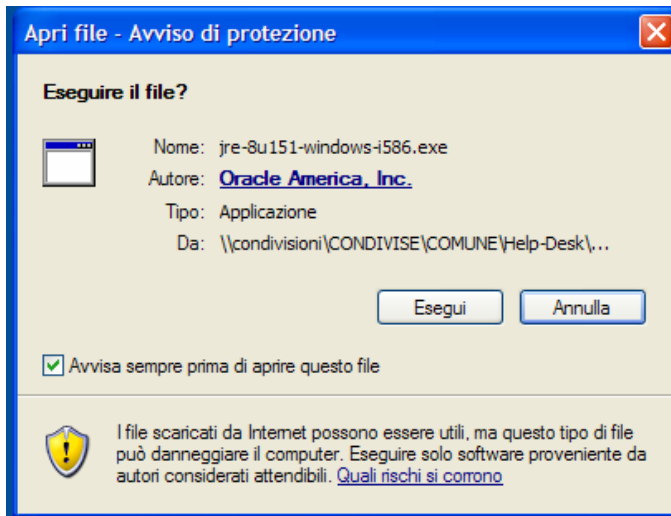 Apri file - Avviso di protezione
Eseguire il file?
Nome: jre-8u151-windows-i586.exe
Autore: Oracle America, Inc.
Tipo: Applicazione
Da: \\condivisioni\CONDIVISE\COMUNE\Help-Desk\...
Esegui Annulla
Avvisa sempre prima di aprire questo file
I file scaricati da Internet possono essere utili, ma questo tipo di file
può danneggiare il computer. Eseguire solo software proveniente da
autori considerati attendibili. Quali rischi si corrono